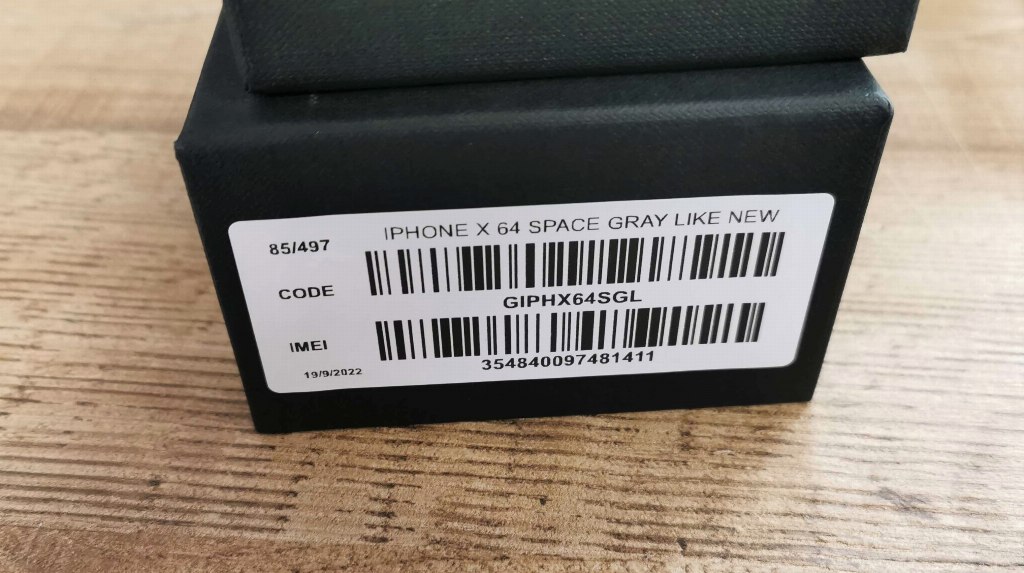 85/497
IPHONE X 64 SPACE GRAY LIKE NEW
CODE
GIPHX64SGL
IMEI
354840097481411
19/9/2022